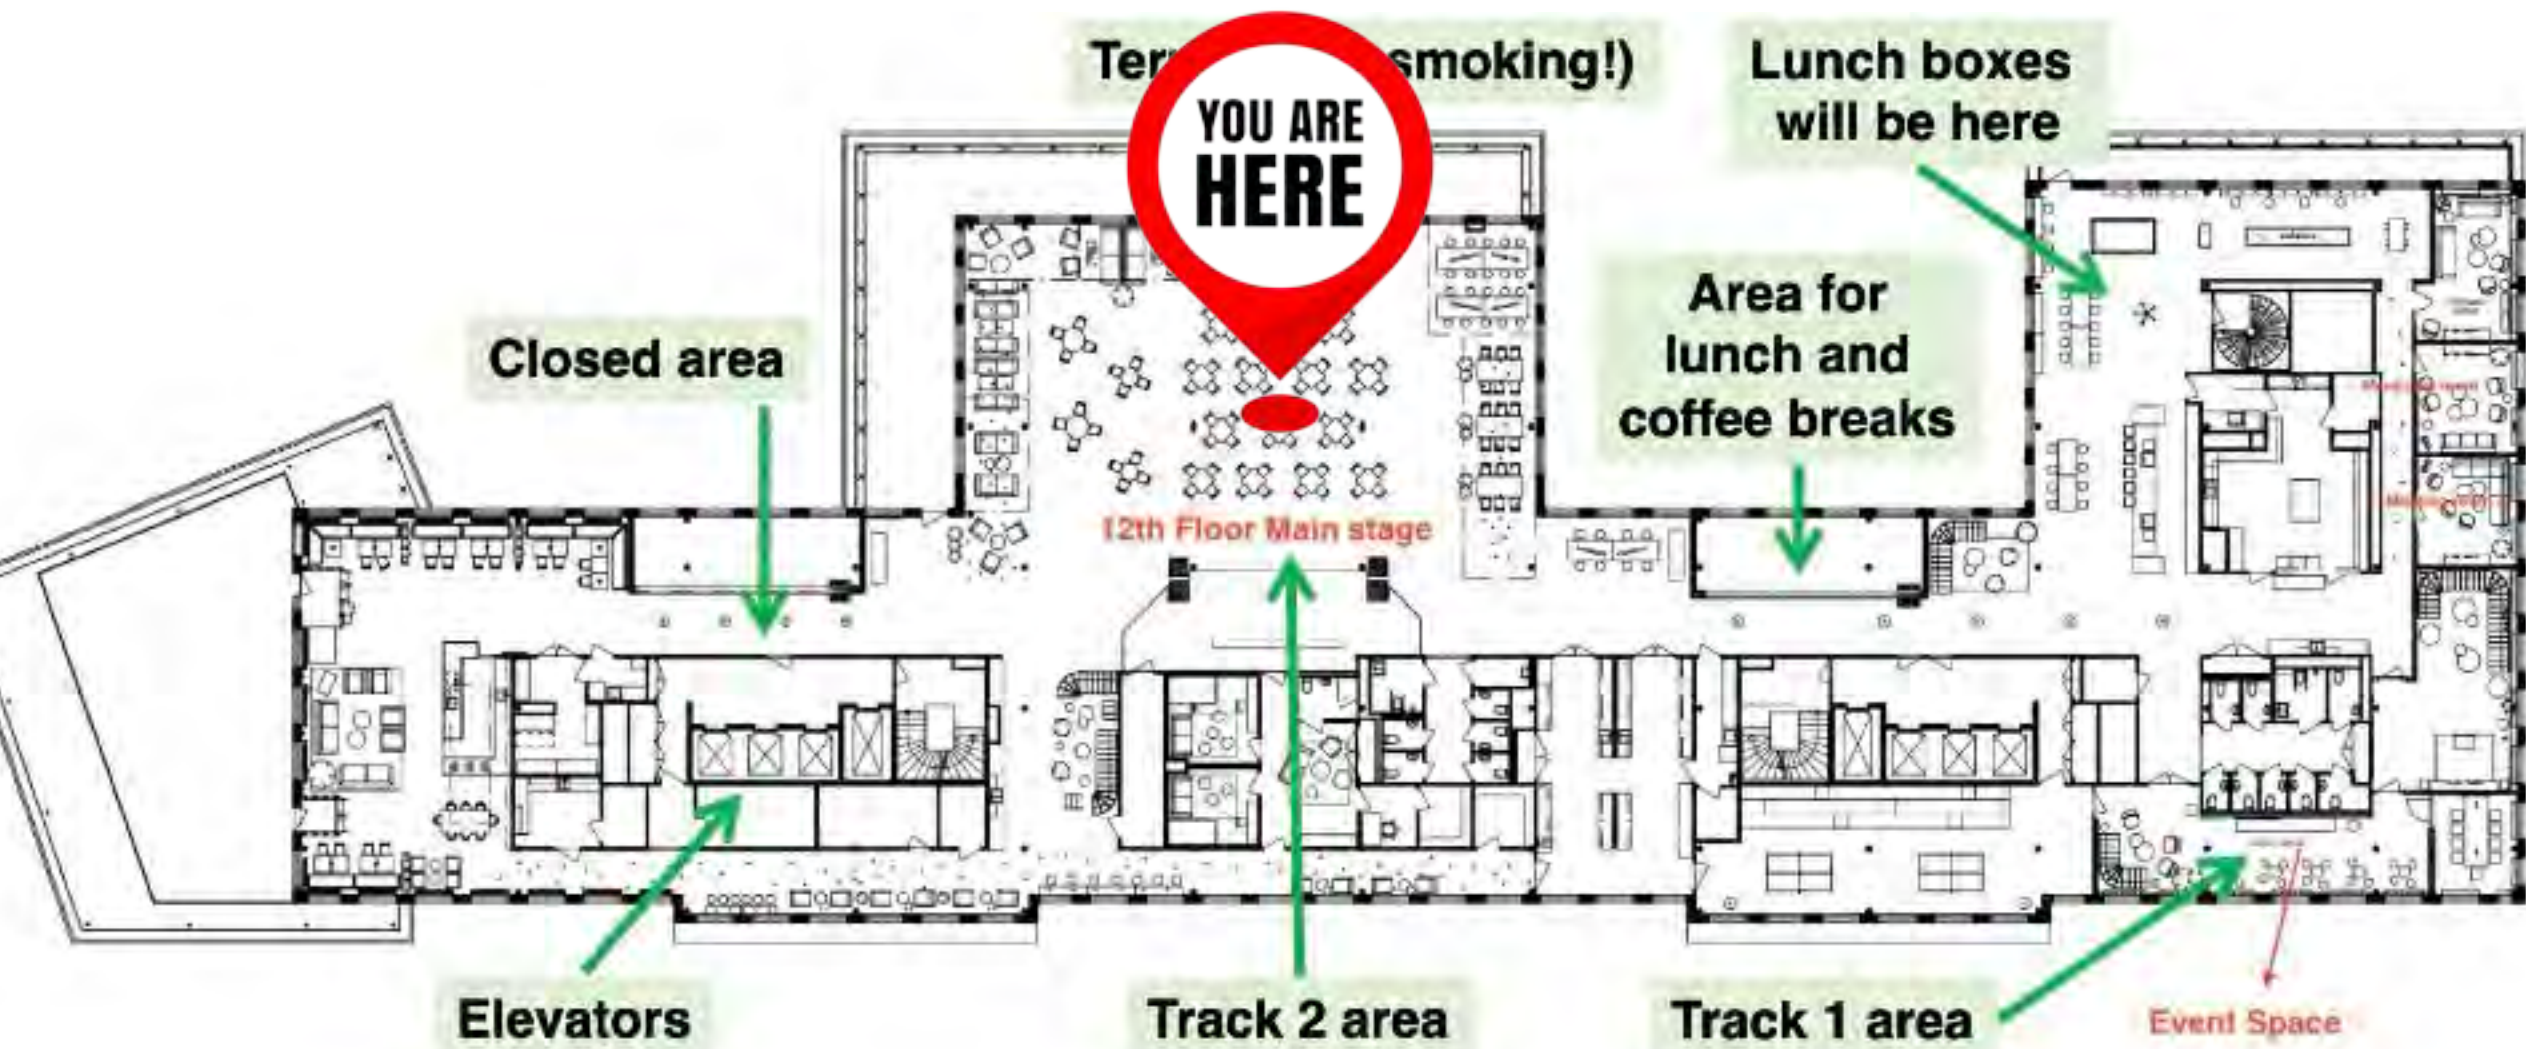 smoking!)
YOU ARE
HERE
Lunch boxes
will be here
Closed area
Area for
lunch and
coffee breaks
12th Floor Main stage
Elevators
Track 2 area
Track 1 area
Event Space